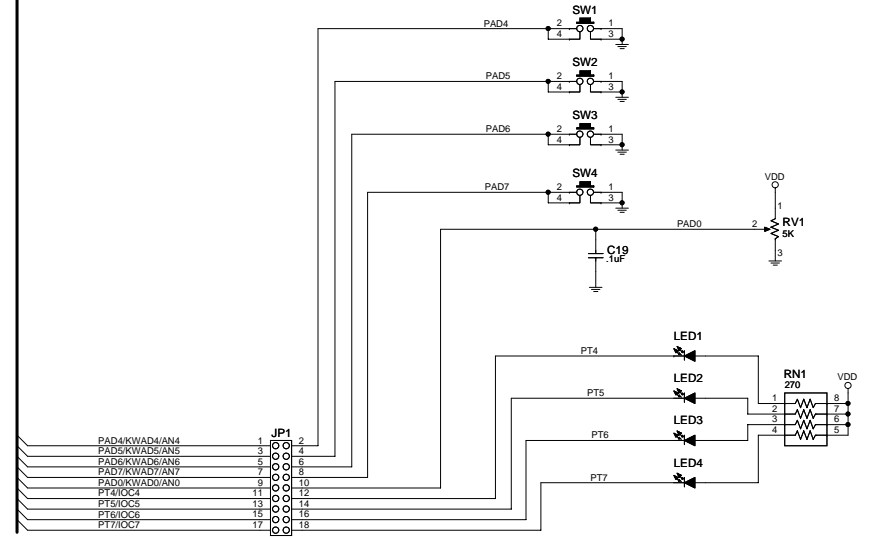 SW1
PAD4 2 1
4 3
SW2
PAD5 2 1
4 3
SW3
PAD6 2 1
4 3
SW4
PAD7 2 1
4 3
VDD
1
PAD0 2 RV1
5K
3
C19
.1uF
LED1
PT4
LED2
PT5
LED3
PT6
LED4
PT7
RN1
270
VDD
1 8
2 7
3 6
4 5
JP1
PAD4/KWAD4/AN4 1 2
PAD5/KWAD5/AN5 3 4
PAD6/KWAD6/AN6 5 6
PAD7/KWAD7/AN7 7 8
PAD0/KWAD0/AN0 9 10
PT4/IOC4 11 12
PT5/IOC5 13 14
PT6/IOC6 15 16
PT7/IOC7 17 18